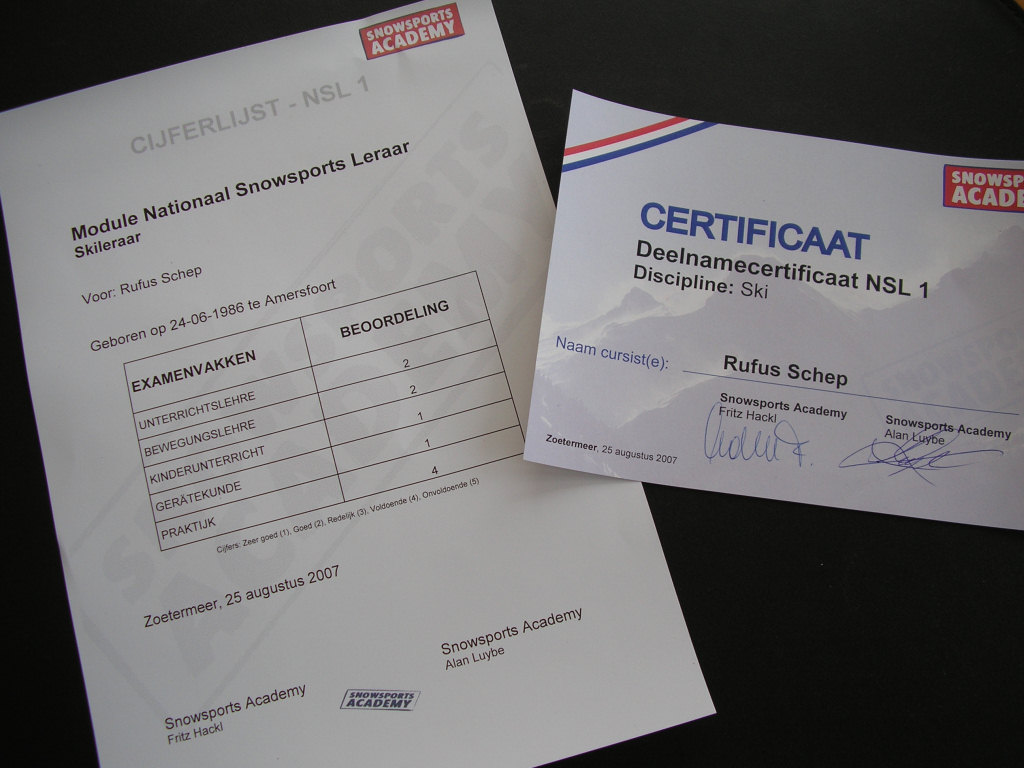 SNOWSPORTS
ACADEMY
CIJFERLIJST - NSL 1
Module Nationaal Snowsports Leraar
Skileraar
Voor: Rufus Schep
Geboren op 24-06-1986 te Amersfoort
EXAMENVAKKEN BEOORDELING
UNTERRICHTSLEHRE 2
BEWEGUNGSLEHRE 2
KINDERUNTERRICHT 1
GERÄTEKUNDE 1
PRAKTIJK 4
Cijfers: Zeer goed (1), Goed (2), Redelijk (3), Voldoende (4), Onvoldoende (5)
Zoetermeer, 25 augustus 2007
Snowsports Academy
Alan Luybe
Snowsports Academy
Fritz Hackl
SNOWSPORTS
ACADEMY
SNOWSP
ACADE
CERTIFICAAT
Deelnamecertificaat NSL 1
Discipline: Ski
Naam cursist(e): Rufus Schep
Snowsports Academy
Fritz Hackl
Snowsports Academy
Alan Luybe
Zoetermeer, 25 augustus 2007